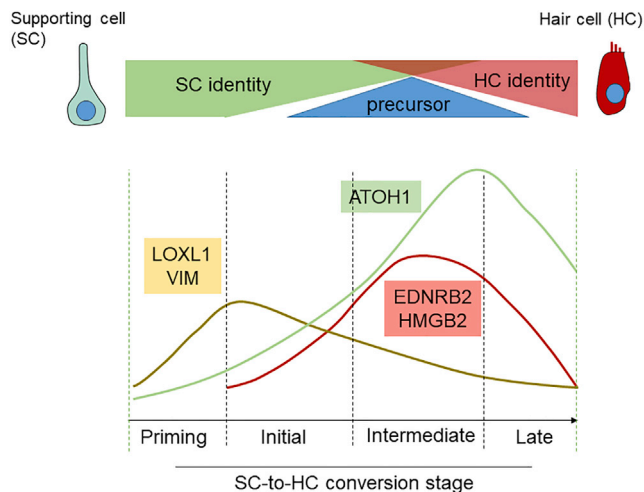 Supporting cell
(SC)
Hair cell (HC)
SC identity
HC identity
precursor
ATOH1
LOXL1
VIM
EDNRB2
HMGB2
Priming
Initial
Intermediate
Late
SC-to-HC conversion stage